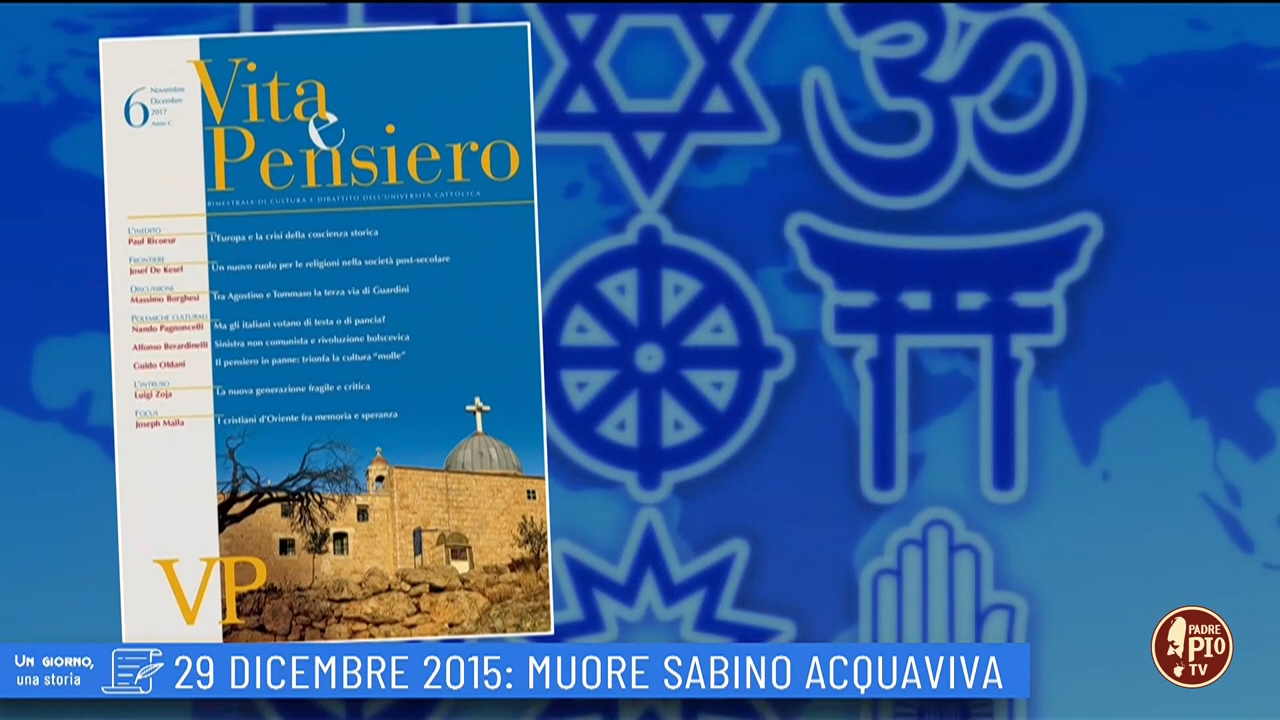 6
Novembre
Dicembre
2017
Anno C
Vita
e
Pensiero
BIMESTRALE DI CULTURA E DIBATTITO DELL'UNIVERSITÀ CATTOLICA
L'INEDITO
Paul Ricoeur
L'Europa e la crisi della coscienza storica
FRONTIERE
Josef De Kesel
Un nuovo ruolo per le religioni nella società post-secolare
DISCUSSIONI
Massimo Borghesi
Tra Agostino e Tommaso la terza via di Guardini
POLEMICHE CULTURALI
Nando Pagnoncelli
Ma gli italiani votano di testa o di pancia?
Alfonso Berardinelli
Sinistra non comunista e rivoluzione bolscevica
Guido Oldani
Il pensiero in panne: trionfa la cultura "molle"
L'INTRUSO
Luigi Zoja
La nuova generazione fragile e critica
FOCUS
Joseph Maïla
I cristiani d'Oriente fra memoria e speranza
VP
UN GIORNO,
una storia
29 DICEMBRE 2015: MUORE SABINO ACQUAVIVA
PADRE
PIO
TV